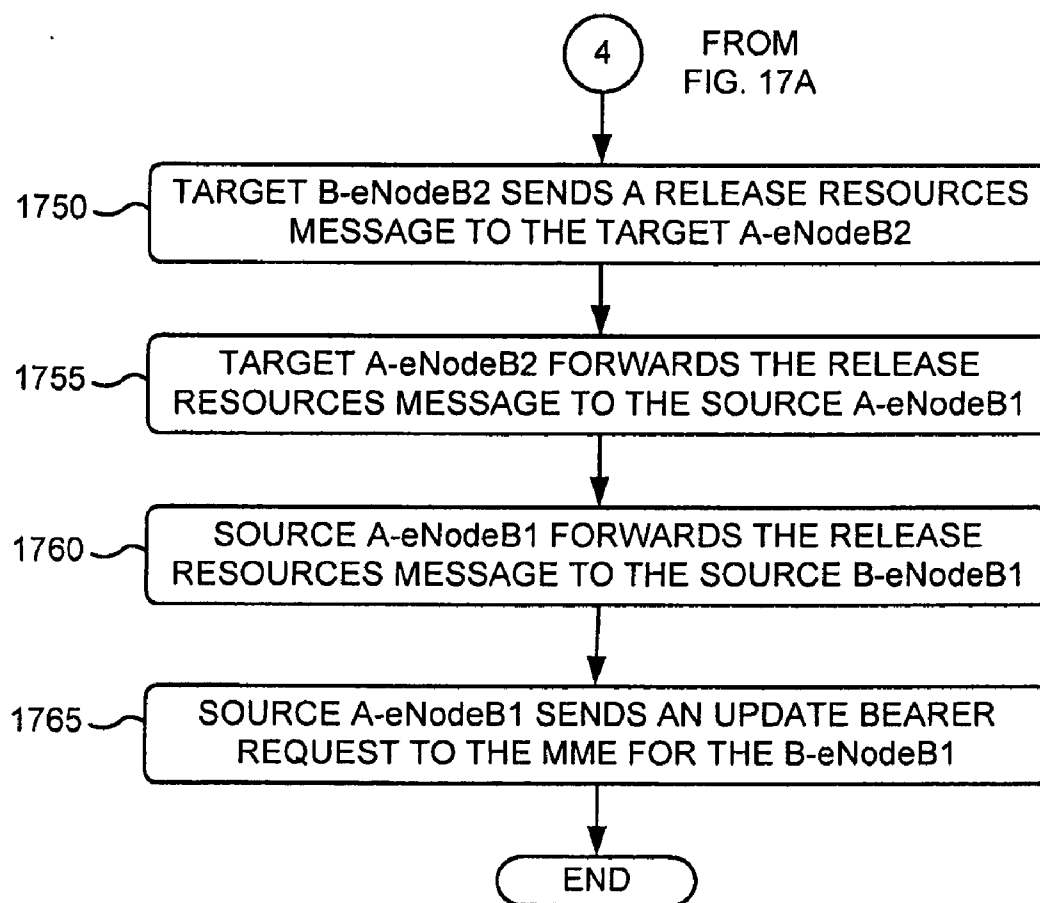 4
FROM
FIG. 17A
1750
TARGET B-eNodeB2 SENDS A RELEASE RESOURCES
MESSAGE TO THE TARGET A-eNodeB2
1755
TARGET A-eNodeB2 FORWARDS THE RELEASE
RESOURCES MESSAGE TO THE SOURCE A-eNodeB1
1760
SOURCE A-eNodeB1 FORWARDS THE RELEASE
RESOURCES MESSAGE TO THE SOURCE B-eNodeB1
1765
SOURCE A-eNodeB1 SENDS AN UPDATE BEARER
REQUEST TO THE MME FOR THE B-eNodeB1
END